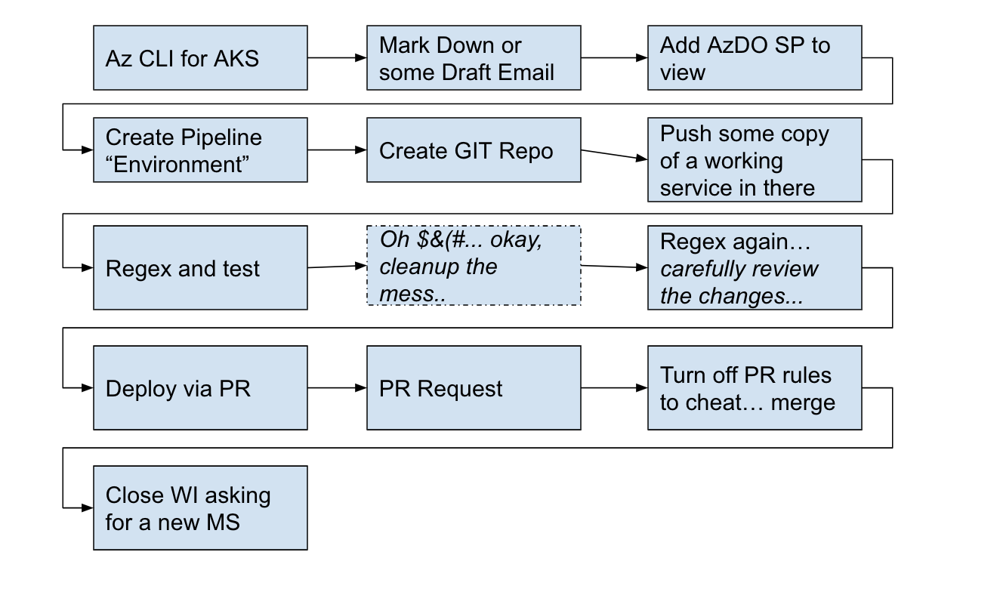 Az CLI for AKS
Mark Down or
some Draft Email
Add AzDO SP to
view
Create Pipeline
“Environment”
Create GIT Repo
Push some copy
of a working
service in there
Regex and test
Oh $&(#... okay,
cleanup the
mess..
Regex again…
carefully review
the changes...
Deploy via PR
PR Request
Turn off PR rules
to cheat… merge
Close WI asking
for a new MS